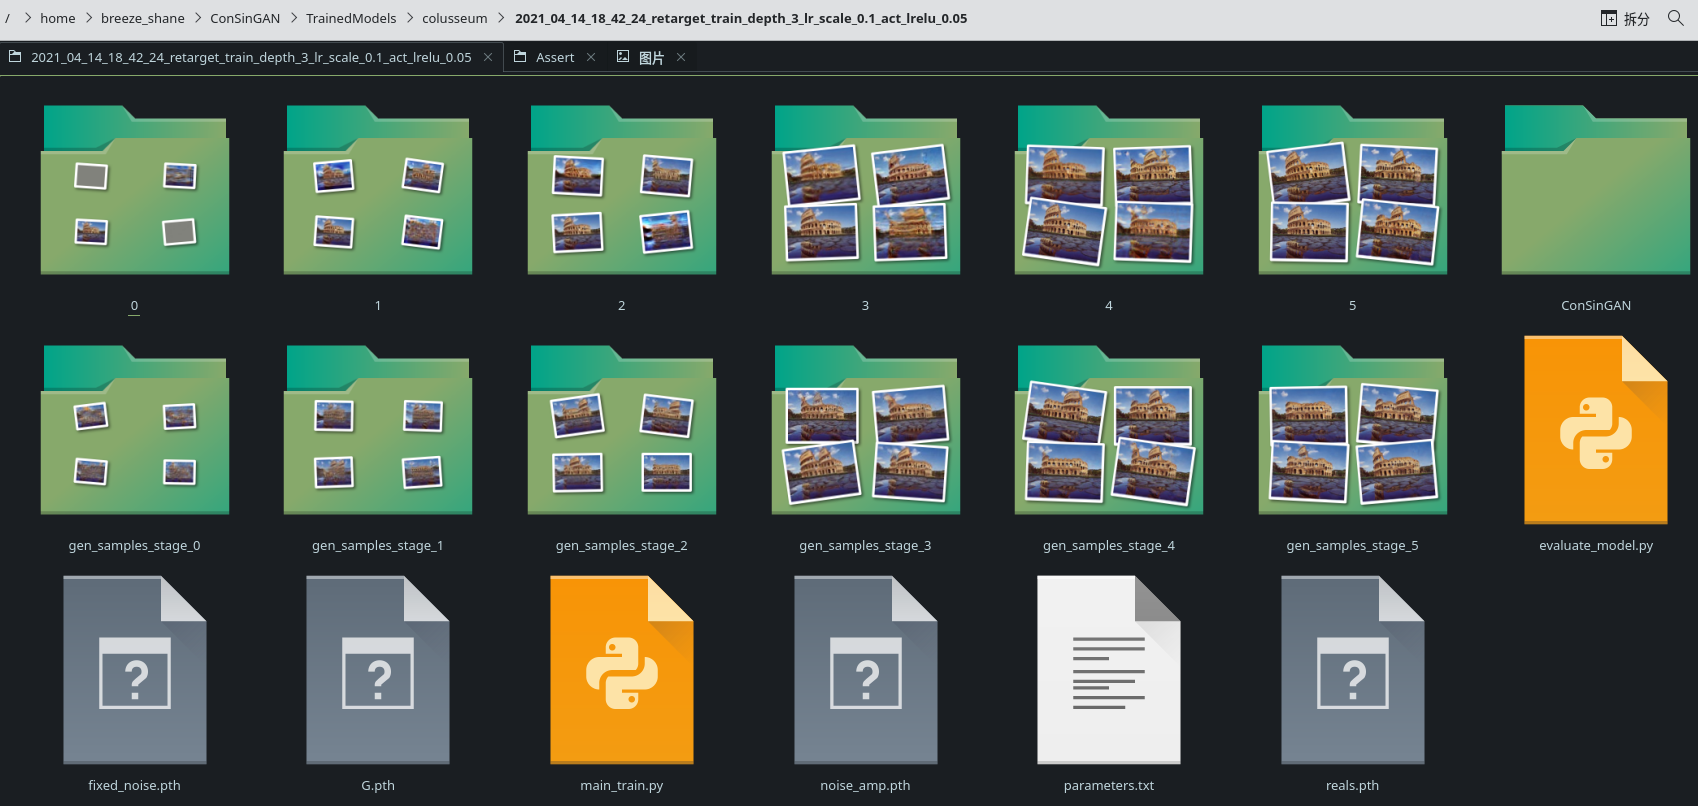 / > home > breeze_shane > ConSinGAN > TrainedModels > colusseum > 2021_04_14_18_42_24_retarget_train_depth_3_lr_scale_0.1_act_lrelu_0.05 拆分
2021_04_14_18_42_24_retarget_train_depth_3_lr_scale_0.1_act_lrelu_0.05 Assert 图片
0 1 2 3 4 5 ConSinGAN
gen_samples_stage_0 gen_samples_stage_1 gen_samples_stage_2 gen_samples_stage_3 gen_samples_stage_4 gen_samples_stage_5 evaluate_model.py
fixed_noise.pth G.pth main_train.py noise_amp.pth parameters.txt reals.pth